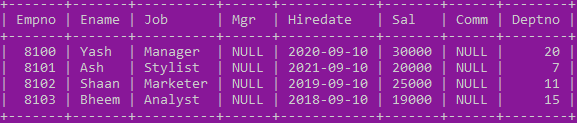 +-------+-------+----------+------+------------+-------+------+--------+
| Empno | Ename | Job      | Mgr  | Hiredate   | Sal   | Comm | Deptno |
+-------+-------+----------+------+------------+-------+------+--------+
|  8100 | Yash  | Manager  | NULL | 2020-09-10 | 30000 | NULL |     20 |
|  8101 | Ash   | Stylist  | NULL | 2021-09-10 | 20000 | NULL |      7 |
|  8102 | Shaan | Marketer | NULL | 2019-09-10 | 25000 | NULL |     11 |
|  8103 | Bheem | Analyst  | NULL | 2018-09-10 | 19000 | NULL |     15 |
+-------+-------+----------+------+------------+-------+------+--------+